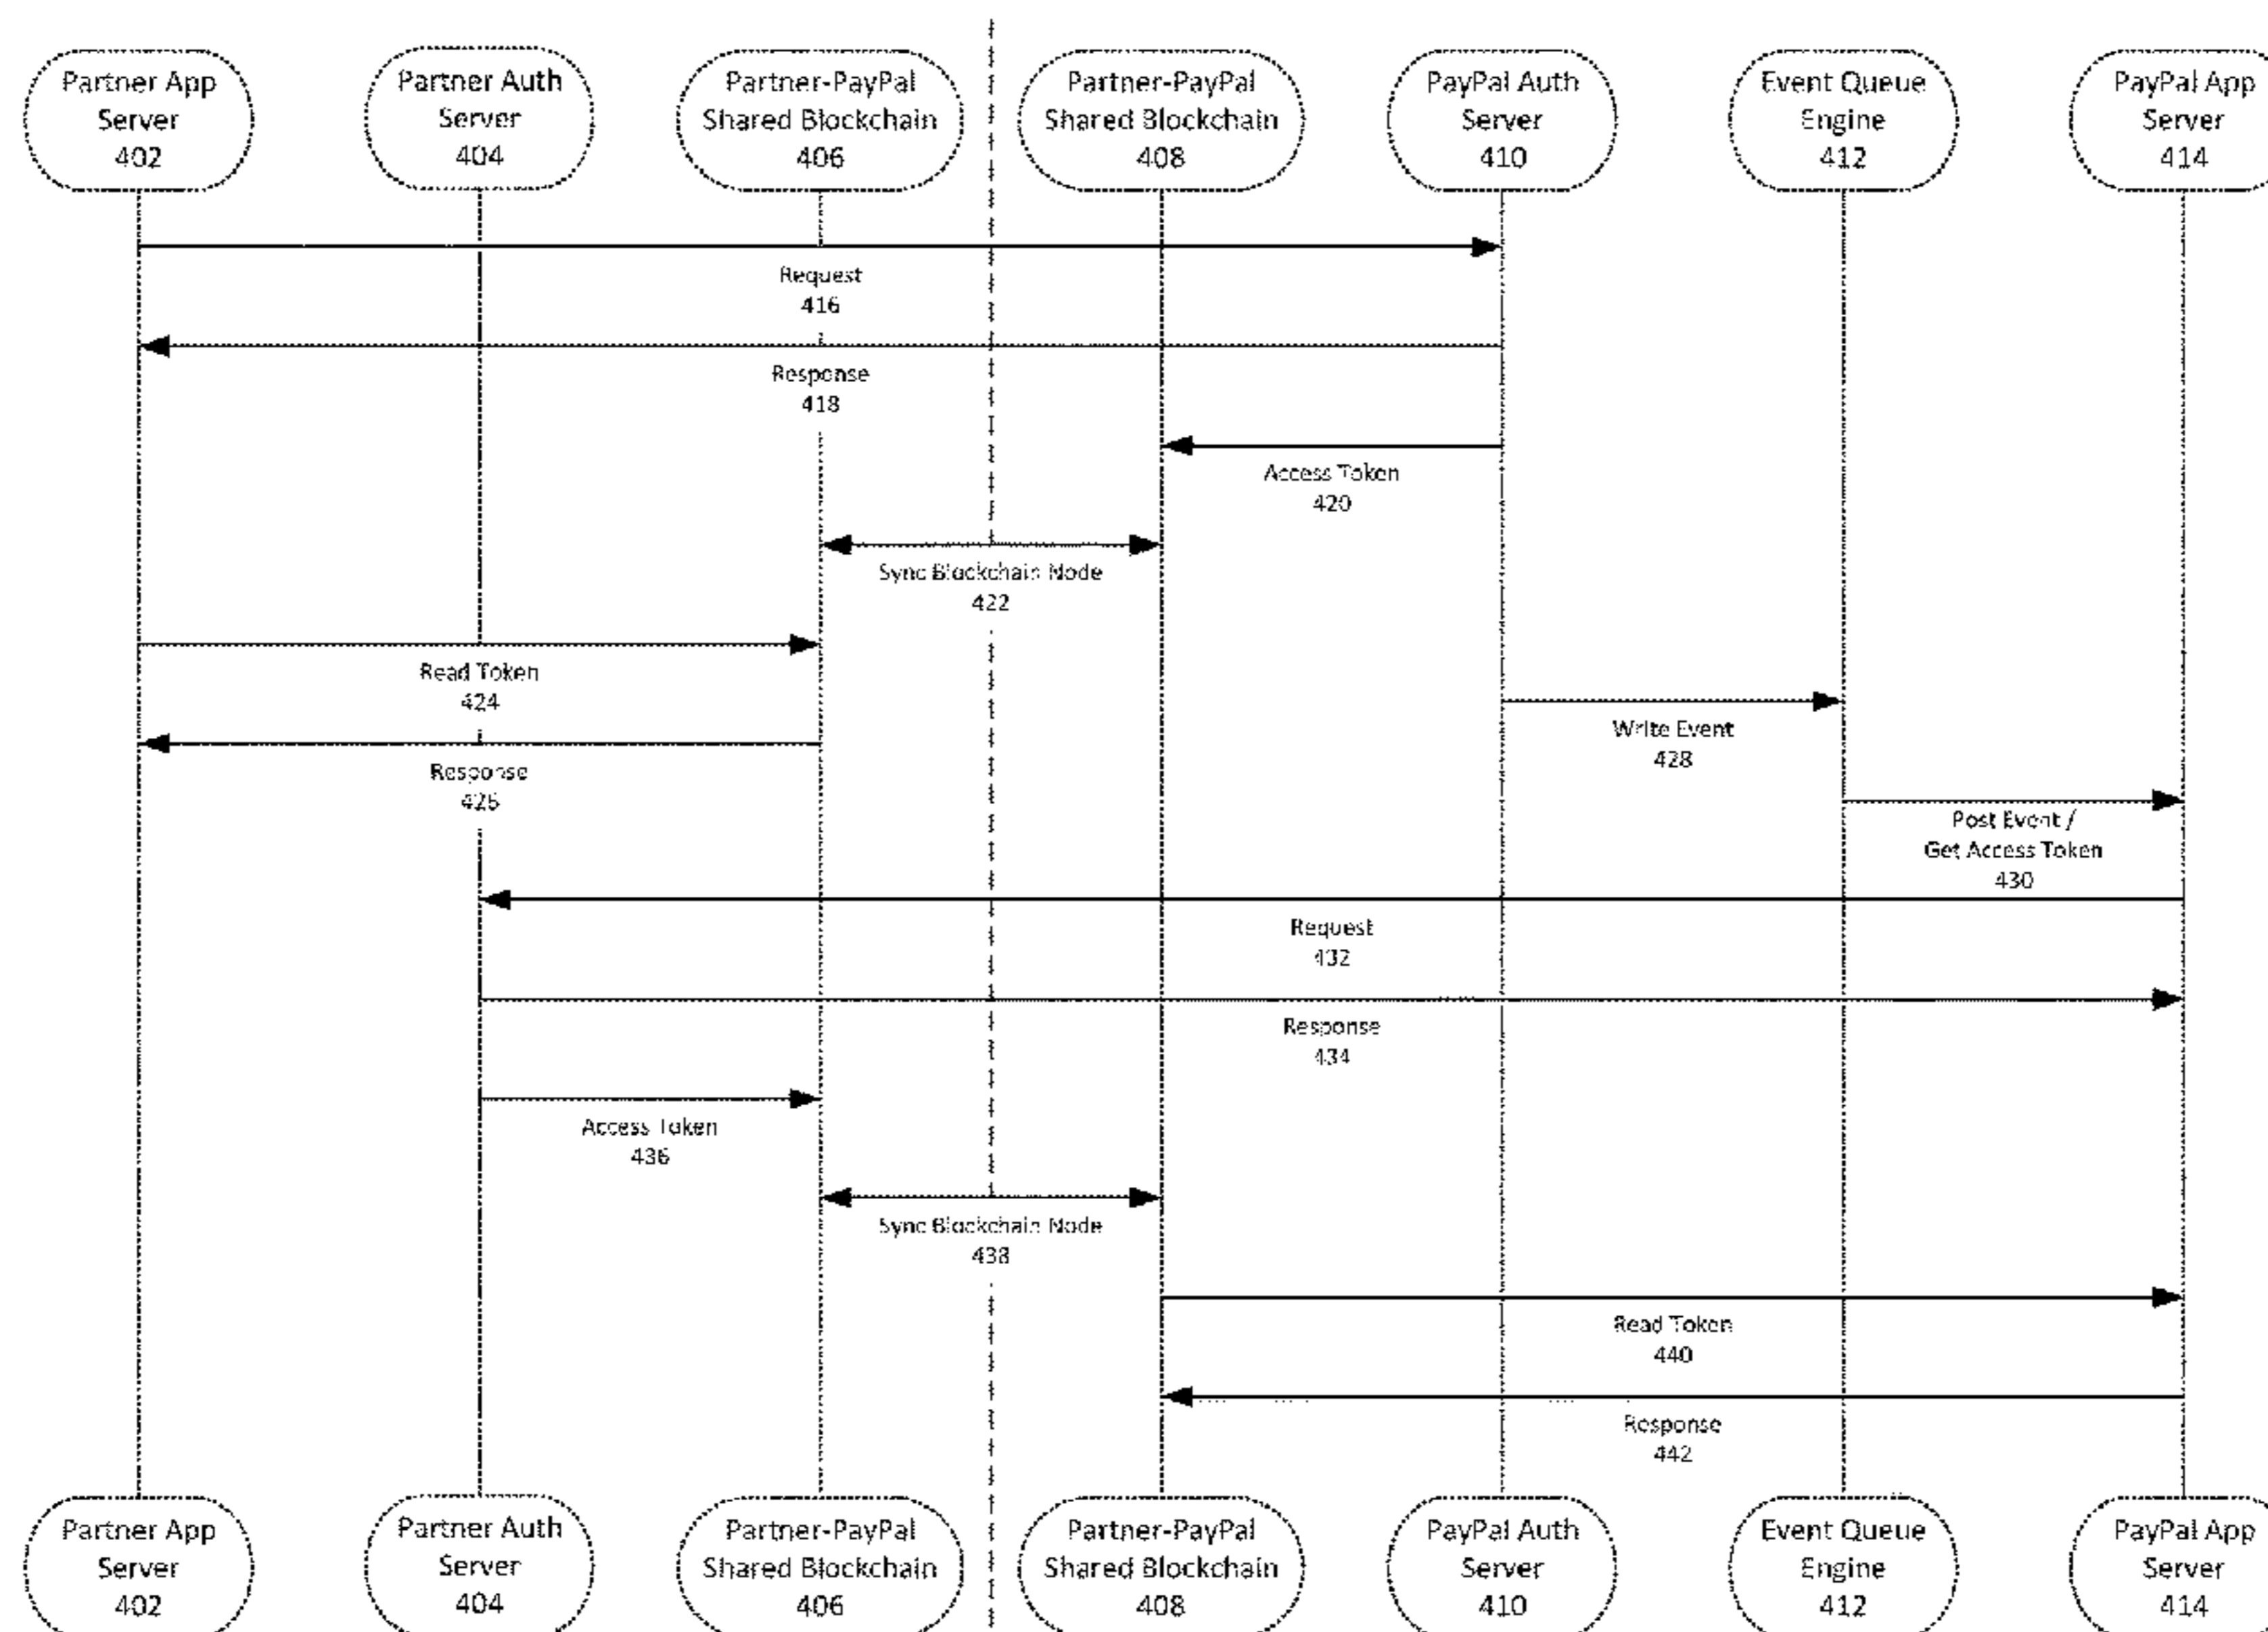 Partner App
Server
402
Partner Auth
Server
404
Partner-PayPal
Shared Blockchain
406
Partner-PayPal
Shared Blockchain
408
PayPal Auth
Server
410
Event Queue
Engine
412
PayPal App
Server
414
Request
416
Response
418
Access Token
420
Sync Blockchain Node
422
Read Token
424
Write Event
428
Response
426
Post Event /
Get Access Token
430
Request
432
Response
434
Access Token
436
Sync Blockchain Node
438
Read Token
440
Response
442
Partner App
Server
402
Partner Auth
Server
404
Partner-PayPal
Shared Blockchain
406
Partner-PayPal
Shared Blockchain
408
PayPal Auth
Server
410
Event Queue
Engine
412
PayPal App
Server
414